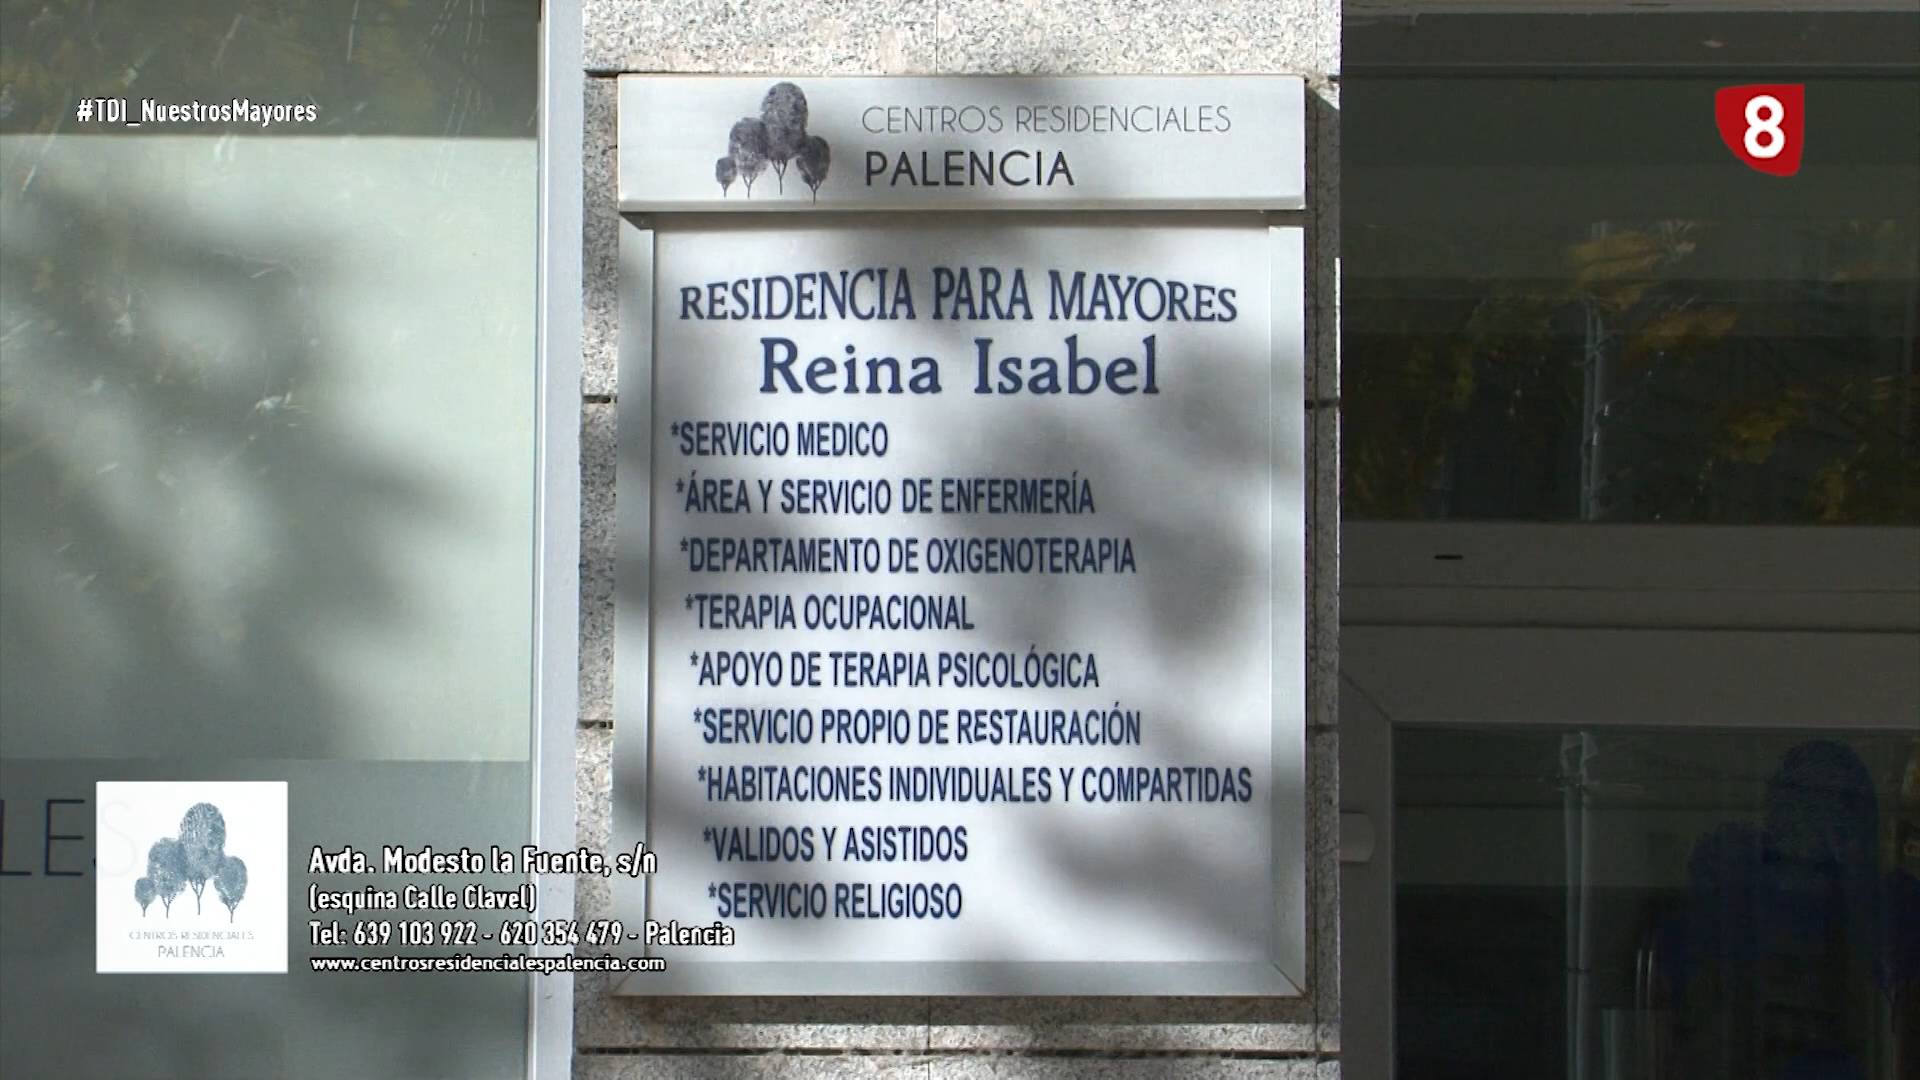 #TDI_NuestrosMayores
8
CENTROS RESIDENCIALES
PALENCIA
RESIDENCIA PARA MAYORES
Reina Isabel
*SERVICIO MEDICO
*ÁREA Y SERVICIO DE ENFERMERÍA
*DEPARTAMENTO DE OXIGENOTERAPIA
*TERAPIA OCUPACIONAL
*APOYO DE TERAPIA PSICOLÓGICA
*SERVICIO PROPIO DE RESTAURACIÓN
*HABITACIONES INDIVIDUALES Y COMPARTIDAS
*VALIDOS Y ASISTIDOS
*SERVICIO RELIGIOSO
LES
CENTROS RESIDENCIALES
PALENCIA
Avda. Modesto la Fuente, s/n
(esquina Calle Clavel)
Tel: 639 103 922 - 620 354 479 - Palencia
www.centrosresidencialespalencia.com